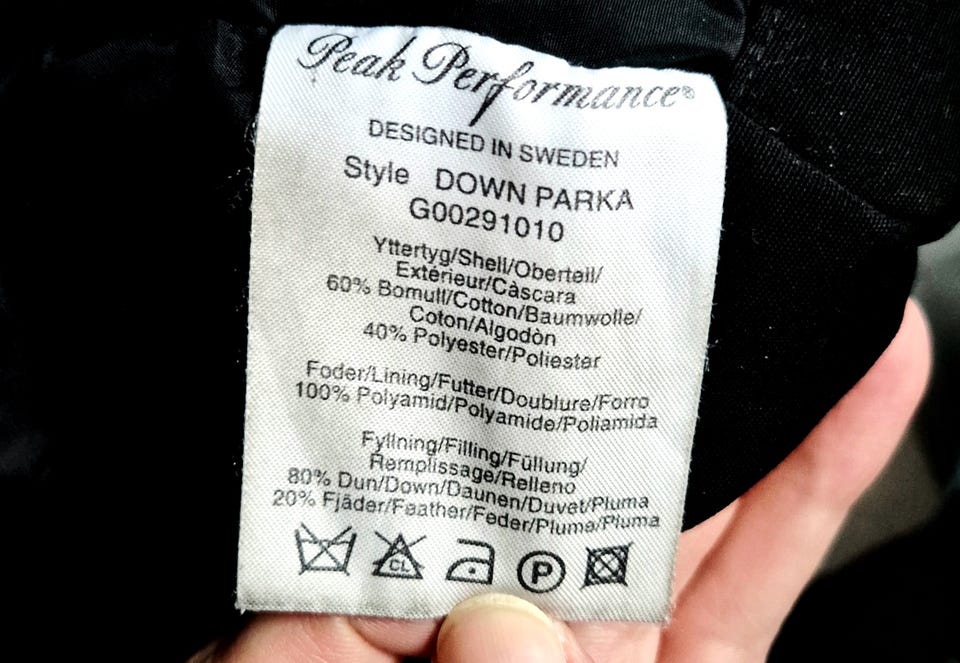 Peak Performance®
DESIGNED IN SWEDEN
Style DOWN PARKA
G00291010
Yttertyg/Shell/Oberteil/
Extérieur/Càscara
60% Bomull/Cotton/Baumwolle/
Coton/Algodòn
40% Polyester/Poliester
Foder/Lining/Futter/Doublure/Forro
100% Polyamid/Polyamide/Poliamida
Fyllning/Filling/Füllung/
Remplissage/Relleno
80% Dun/Down/Daunen/Duvet/Pluma
20% Fjäder/Feather/Feder/Plume/Pluma
CL P